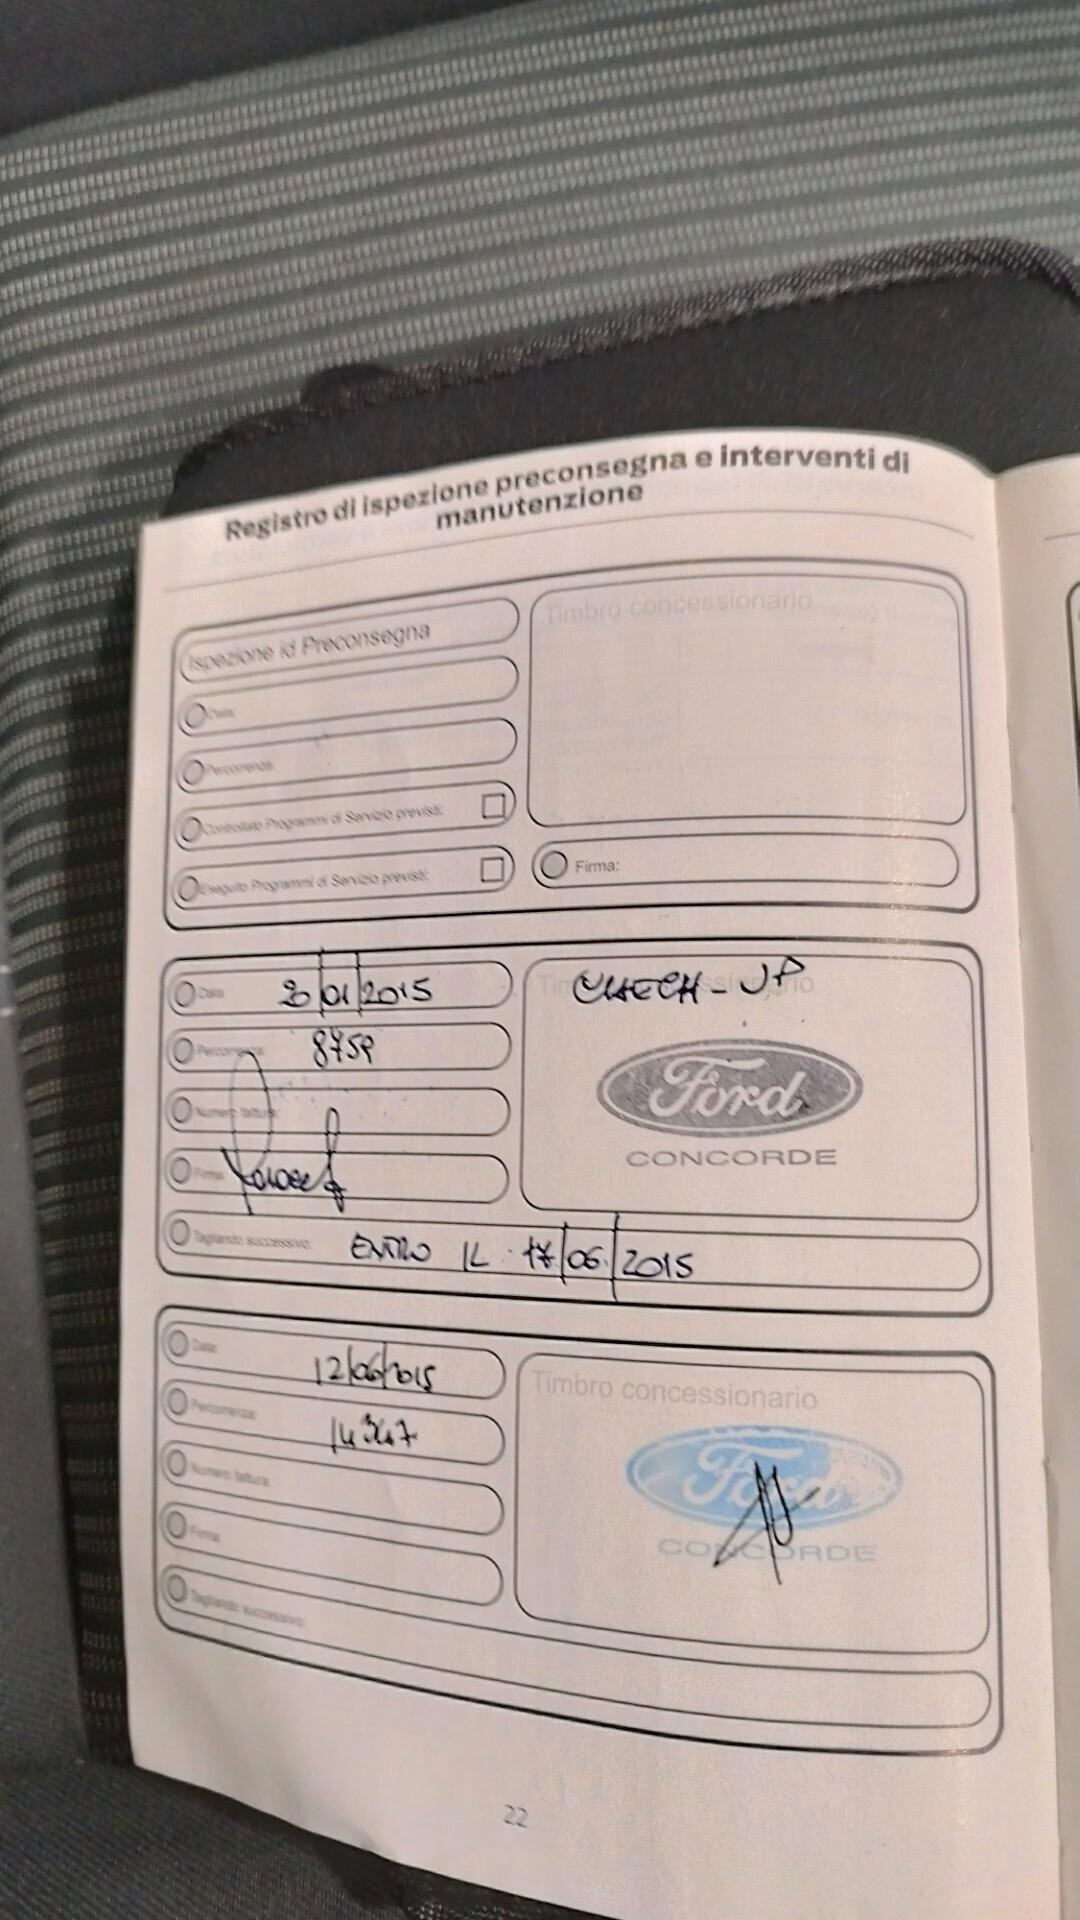 Registro di ispezione preconsegna e interventi di
manutenzione
Ispezione id Preconsegna
Timbro concessionario
Data
Percorrenza
Controllato Programmi di Servizio previsti:
Eseguito Programmi di Servizio previsti:
Firma:
Data 20/01/2015
CHECH-UP
Percorrenza: 8759
Ford
Numero fattura:
CONCORDE
Firma
Tagliando successivo: ENTRO IL 17/06/2015
Data 12/06/2015
Timbro concessionario
Percorrenza 14347
Ford
Numero fattura
CONCORDE
Firma
Tagliando successivo:
22